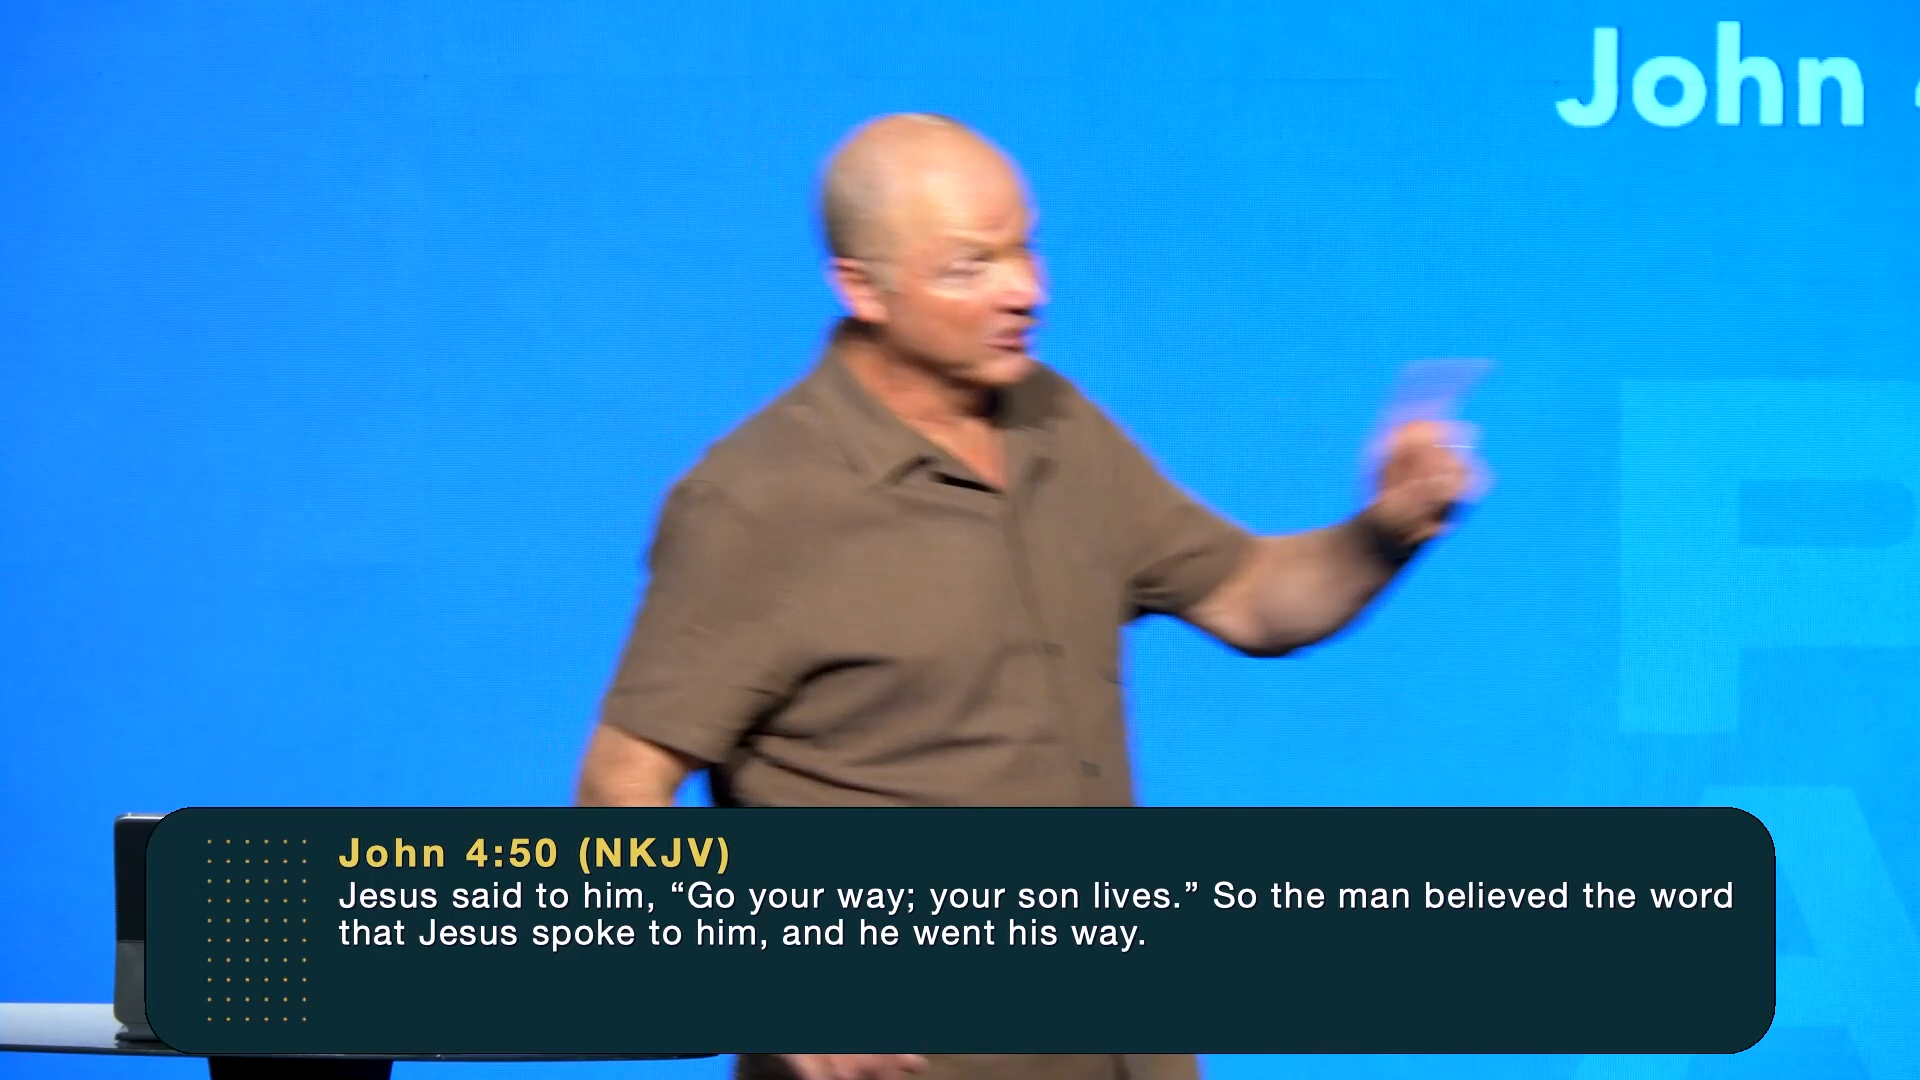 John
John 4:50 (NKJV)
Jesus said to him, “Go your way; your son lives.” So the man believed the word
that Jesus spoke to him, and he went his way.